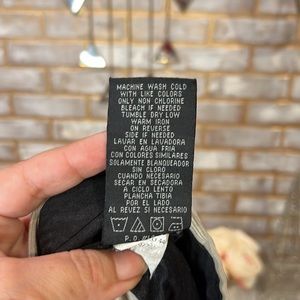 MACHINE WASH COLD
WITH LIKE COLORS
ONLY NON CHLORINE
BLEACH IF NEEDED
TUMBLE DRY LOW
WARM IRON
ON REVERSE
SIDE IF NEEDED
LAVAR EN LAVADORA
CON AGUA FRIA
CON COLORES SIMILARES
SOLAMENTE BLANQUEADOR
SIN CLORO
CUANDO NECESARIO
SECAR EN SECADORA
A CICLO LENTO
PLANCHA TIBIA
POR EL LADO
AL REVEZ SI NECESARIO
P.O.